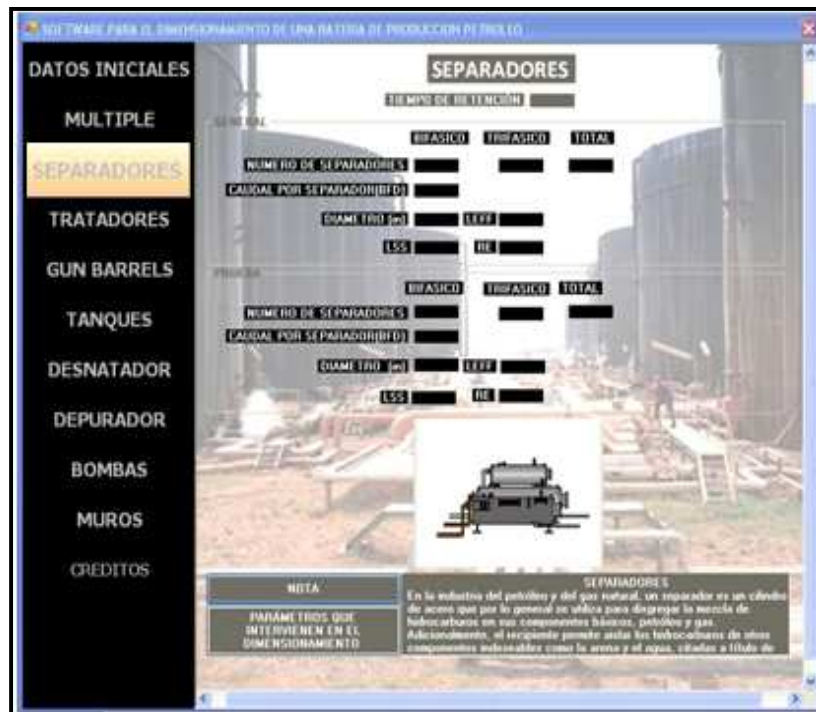 SOFTWARE PARA EL DIMENSIONAMIENTO DE UNA BATERIA DE PRODUCCION PETROLEO
DATOS INICIALES
MULTIPLE
SEPARADORES
TRATADORES
GUN BARRELS
TANQUES
DESNATADOR
DEPURADOR
BOMBAS
MUROS
CREDITOS
SEPARADORES
TIEMPO DE RETENCIÓN
GENERAL
BIFASICO TRIFASICO TOTAL
NUMERO DE SEPARADORES
CAUDAL POR SEPARADOR(BFD)
DIAMETRO (in) LEFF
LSS RE
PRUEBA
BIFASICO TRIFASICO TOTAL
NUMERO DE SEPARADORES
CAUDAL POR SEPARADOR(BFD)
DIAMETRO (in) LEFF
LSS RE
NOTA
PARÁMETROS QUE
INTERVIENEN EN EL
DIMENSIONAMIENTO
SEPARADORES
En la industria del petróleo y del gas natural, un separador es un cilindro
de acero que por lo general se utiliza para disgregar la mezcla de
hidrocarburos en sus componentes básicos, petróleo y gas.
Adicionalmente, el recipiente permite aislar los hidrocarburos de otros
componentes indeseables como la arena y el agua, citadas a título de